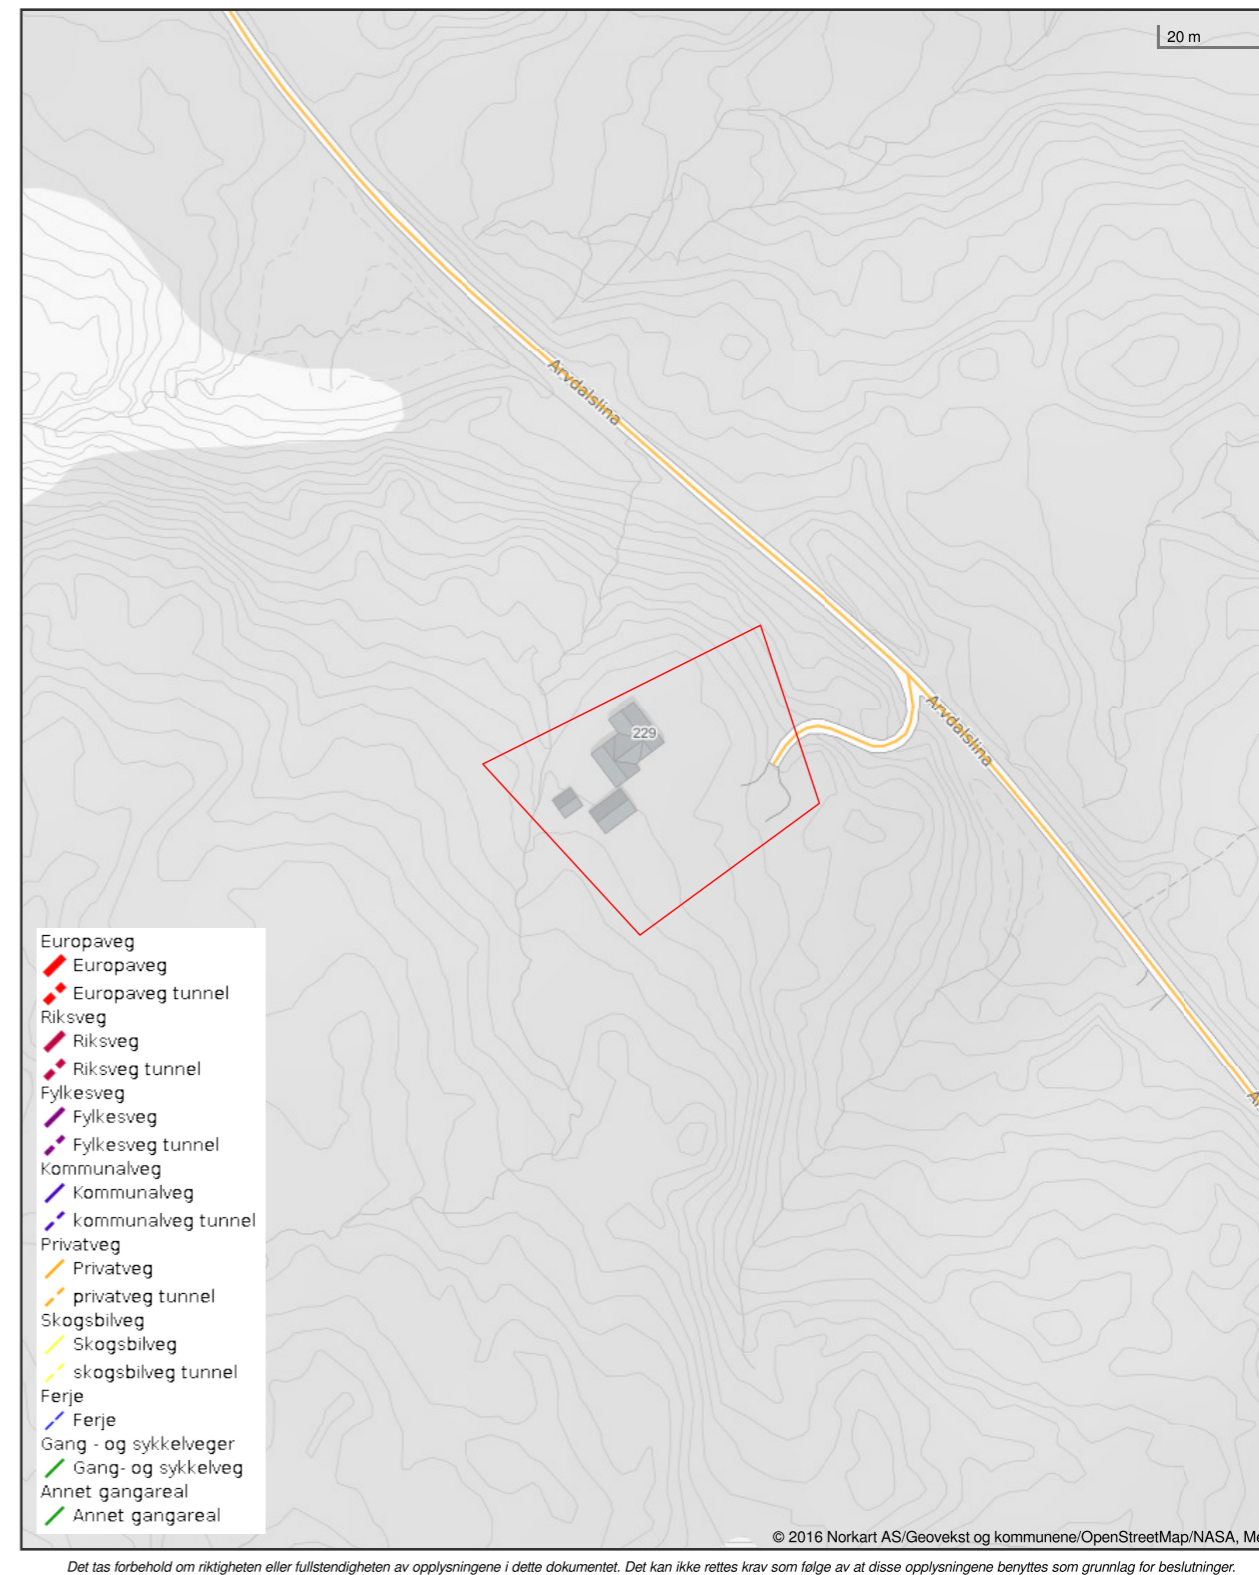 20 m
Arvdalslina
229
Arvdalslina
Europaveg
Europaveg
Europaveg tunnel
Riksveg
Riksveg
Riksveg tunnel
Fylkesveg
Fylkesveg
Fylkesveg tunnel
Kommunalveg
Kommunalveg
kommunalveg tunnel
Privatveg
Privatveg
privatveg tunnel
Skogsbilveg
Skogsbilveg
skogsbilveg tunnel
Ferje
Ferje
Gang - og sykkelveger
Gang- og sykkelveg
Annet gangareal
Annet gangareal
© 2016 Norkart AS/Geovekst og kommunene/OpenStreetMap/NASA, Me
Det tas forbehold om riktigheten eller fullstendigheten av opplysningene i dette dokumentet. Det kan ikke rettes krav som følge av at disse opplysningene benyttes som grunnlag for beslutninger.